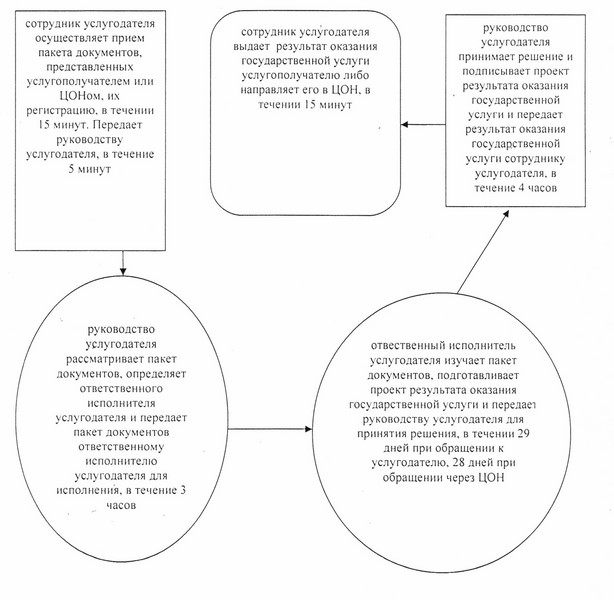 сотрудник услугодателя
осуществляет прием
пакета документов,
представленных
услугополучателем или
ЦОНом, их
регистрацию, в течении
15 минут. Передает
руководству
услугодателя, в течение
5 минут
руководство
услугодателя
рассматривает пакет
документов, определяет
ответственного
исполнителя
услугодателя и передает
пакет документов
ответственному
исполнителю
услугодателя для
исполнения, в течение 3
часов
отвественный исполнитель
услугодателя изучает пакет
документов, подготавливает
проект результата оказания
государственной услуги и передает
руководству услугодателя для
принятия решения, в течении 29
дней при обращении к
услугодателю, 28 дней при
обращении через ЦОН
руководство
услугодателя
принимает решение и
подписывает проект
результата оказания
государственной
услуги и передает
результат оказания
государственной
услуги сотруднику
услугодателя, в
течение 4 часов
сотрудник услугодателя
выдает результат оказания
государственной услуги
услугополучателю либо
направляет его в ЦОН, в
течении 15 минут